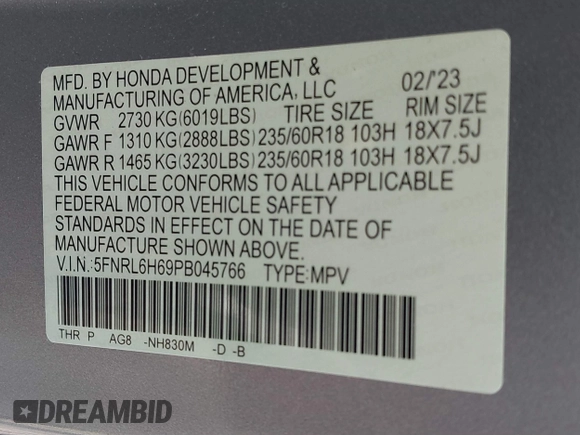 MFD. BY HONDA DEVELOPMENT &
MANUFACTURING OF AMERICA, LLC 02/'23
GVWR 2730 KG(6019LBS) TIRE SIZE RIM SIZE
GAWR F 1310 KG(2888LBS) 235/60R18 103H 18X7.5J
GAWR R 1465 KG(3230LBS) 235/60R18 103H 18X7.5J
THIS VEHICLE CONFORMS TO ALL APPLICABLE
FEDERAL MOTOR VEHICLE SAFETY
STANDARDS IN EFFECT ON THE DATE OF
MANUFACTURE SHOWN ABOVE.
V.I.N.:5FNRL6H69PB045766 TYPE:MPV
THR P AG8 -NH830M -D -B
DREAMBID